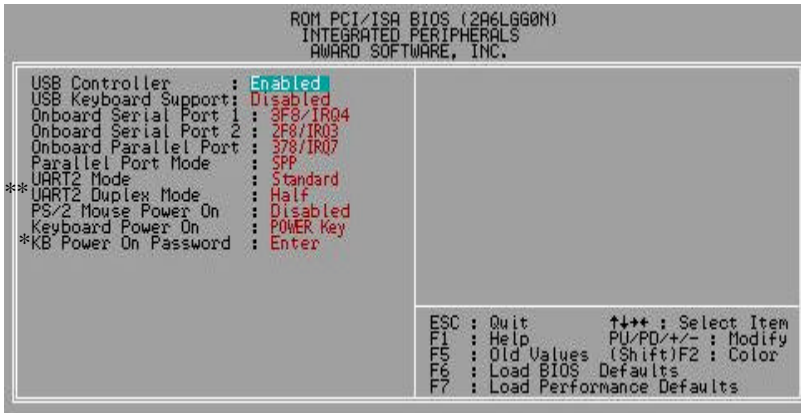 ROM PCI/ISA BIOS (2A6LGG0N)
INTEGRATED PERIPHERALS
AWARD SOFTWARE, INC.
USB Controller : Enabled
USB Keyboard Support: Disabled
Onboard Serial Port 1 : 3F8/IRQ4
Onboard Serial Port 2 : 2F8/IRQ3
Onboard Parallel Port : 378/IRQ7
Parallel Port Mode : SPP
**UART2 Mode : Standard
UART2 Duplex Mode : Half
PS/2 Mouse Power On : Disabled
Keyboard Power On : POWER Key
*KB Power On Password : Enter
ESC : Quit ↑↓→← : Select Item
F1 : Help PU/PD/+/- : Modify
F5 : Old Values (Shift)F2 : Color
F6 : Load BIOS Defaults
F7 : Load Performance Defaults